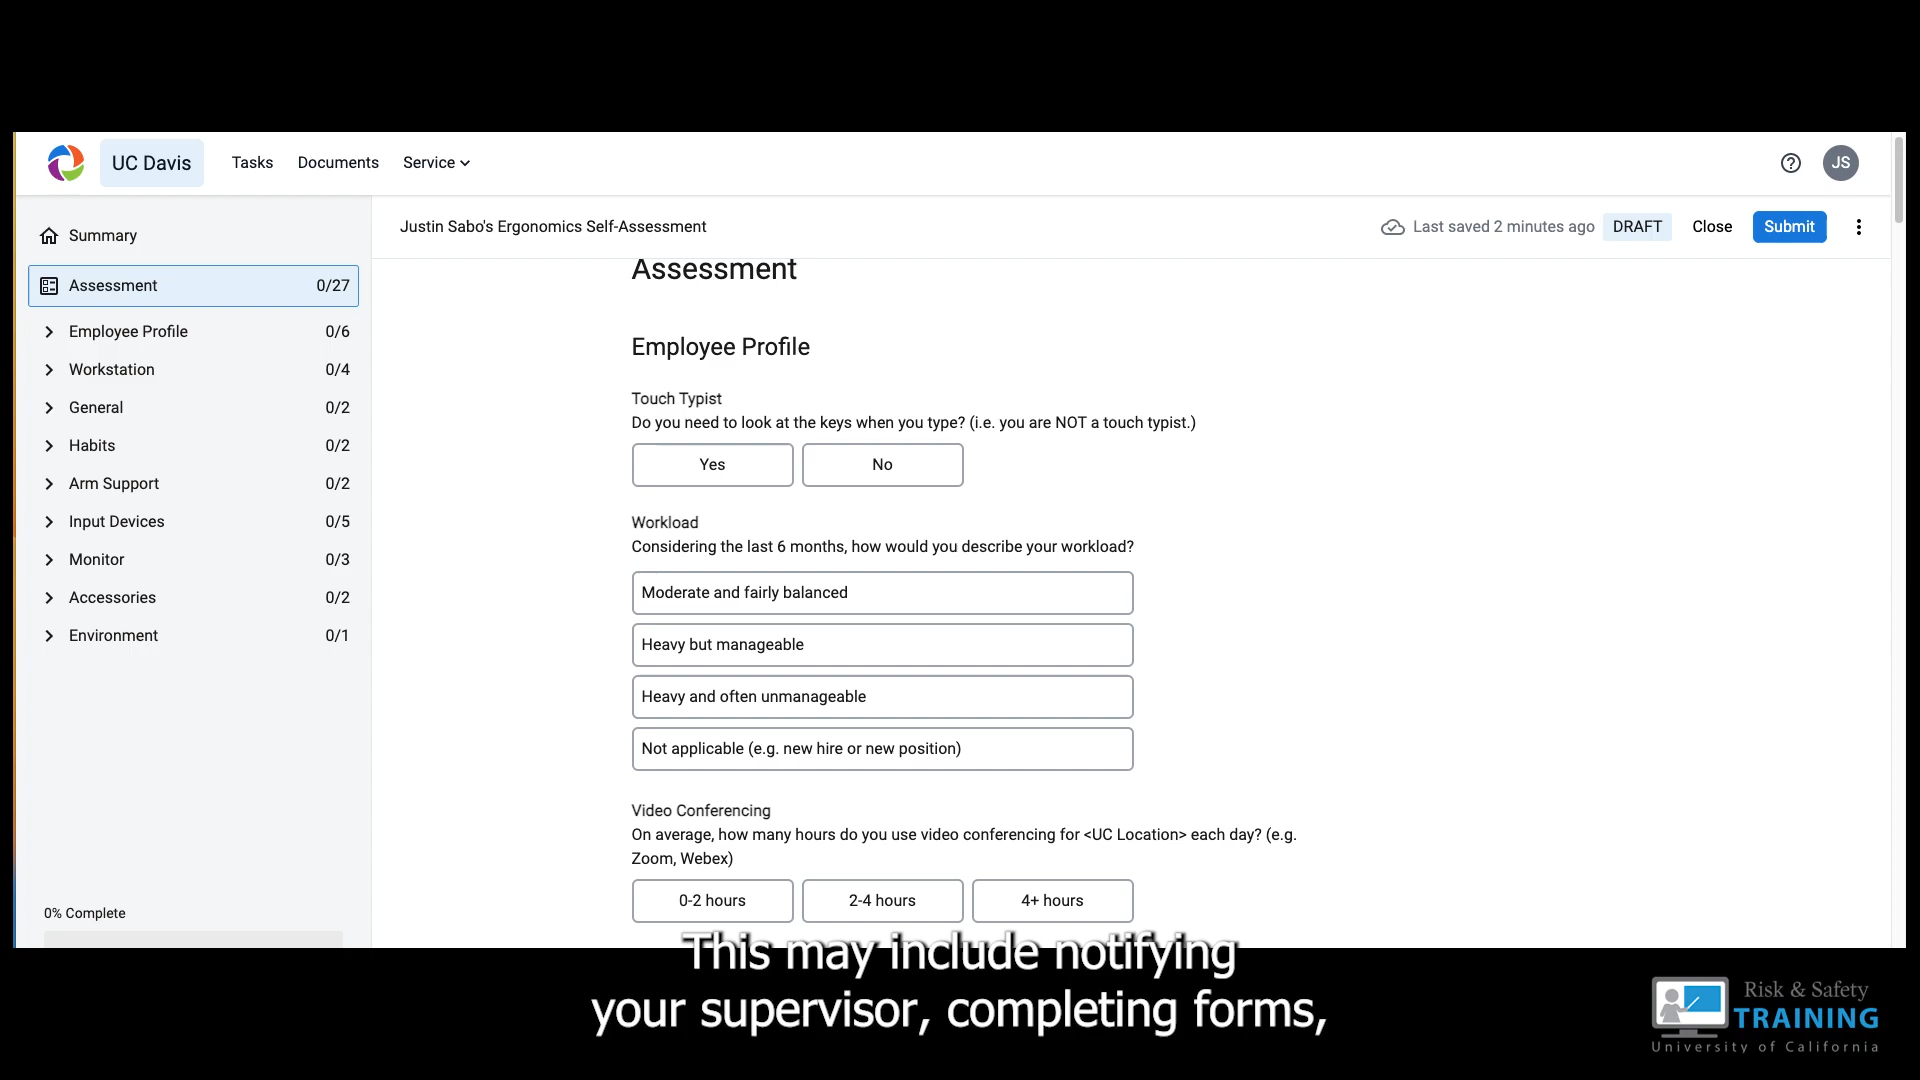 UC Davis
Tasks
Documents
Service
JS
Summary
Assessment 0/27
Employee Profile 0/6
Workstation 0/4
General 0/2
Habits 0/2
Arm Support 0/2
Input Devices 0/5
Monitor 0/3
Accessories 0/2
Environment 0/1
0% Complete
Justin Sabo's Ergonomics Self-Assessment
Last saved 2 minutes ago
DRAFT
Close
Submit
Assessment
Employee Profile
Touch Typist
Do you need to look at the keys when you type? (i.e. you are NOT a touch typist.)
Yes
No
Workload
Considering the last 6 months, how would you describe your workload?
Moderate and fairly balanced
Heavy but manageable
Heavy and often unmanageable
Not applicable (e.g. new hire or new position)
Video Conferencing
On average, how many hours do you use video conferencing for <UC Location> each day? (e.g.
Zoom, Webex)
0-2 hours
2-4 hours
4+ hours
This may include notifying
your supervisor, completing forms,
Risk & Safety
TRAINING
University of California